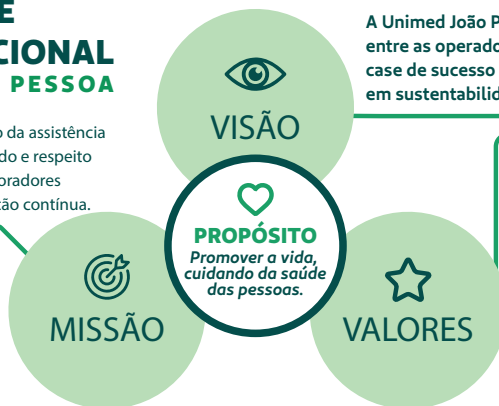 E
CIONAL
PESSOA
o da assistência
do e respeito
oradores
ção contínua.
A Unimed João P
entre as operado
case de sucesso
em sustentabilid
VISÃO
PROPÓSITO
Promover a vida,
cuidando da saúde
das pessoas.
MISSÃO
VALORES